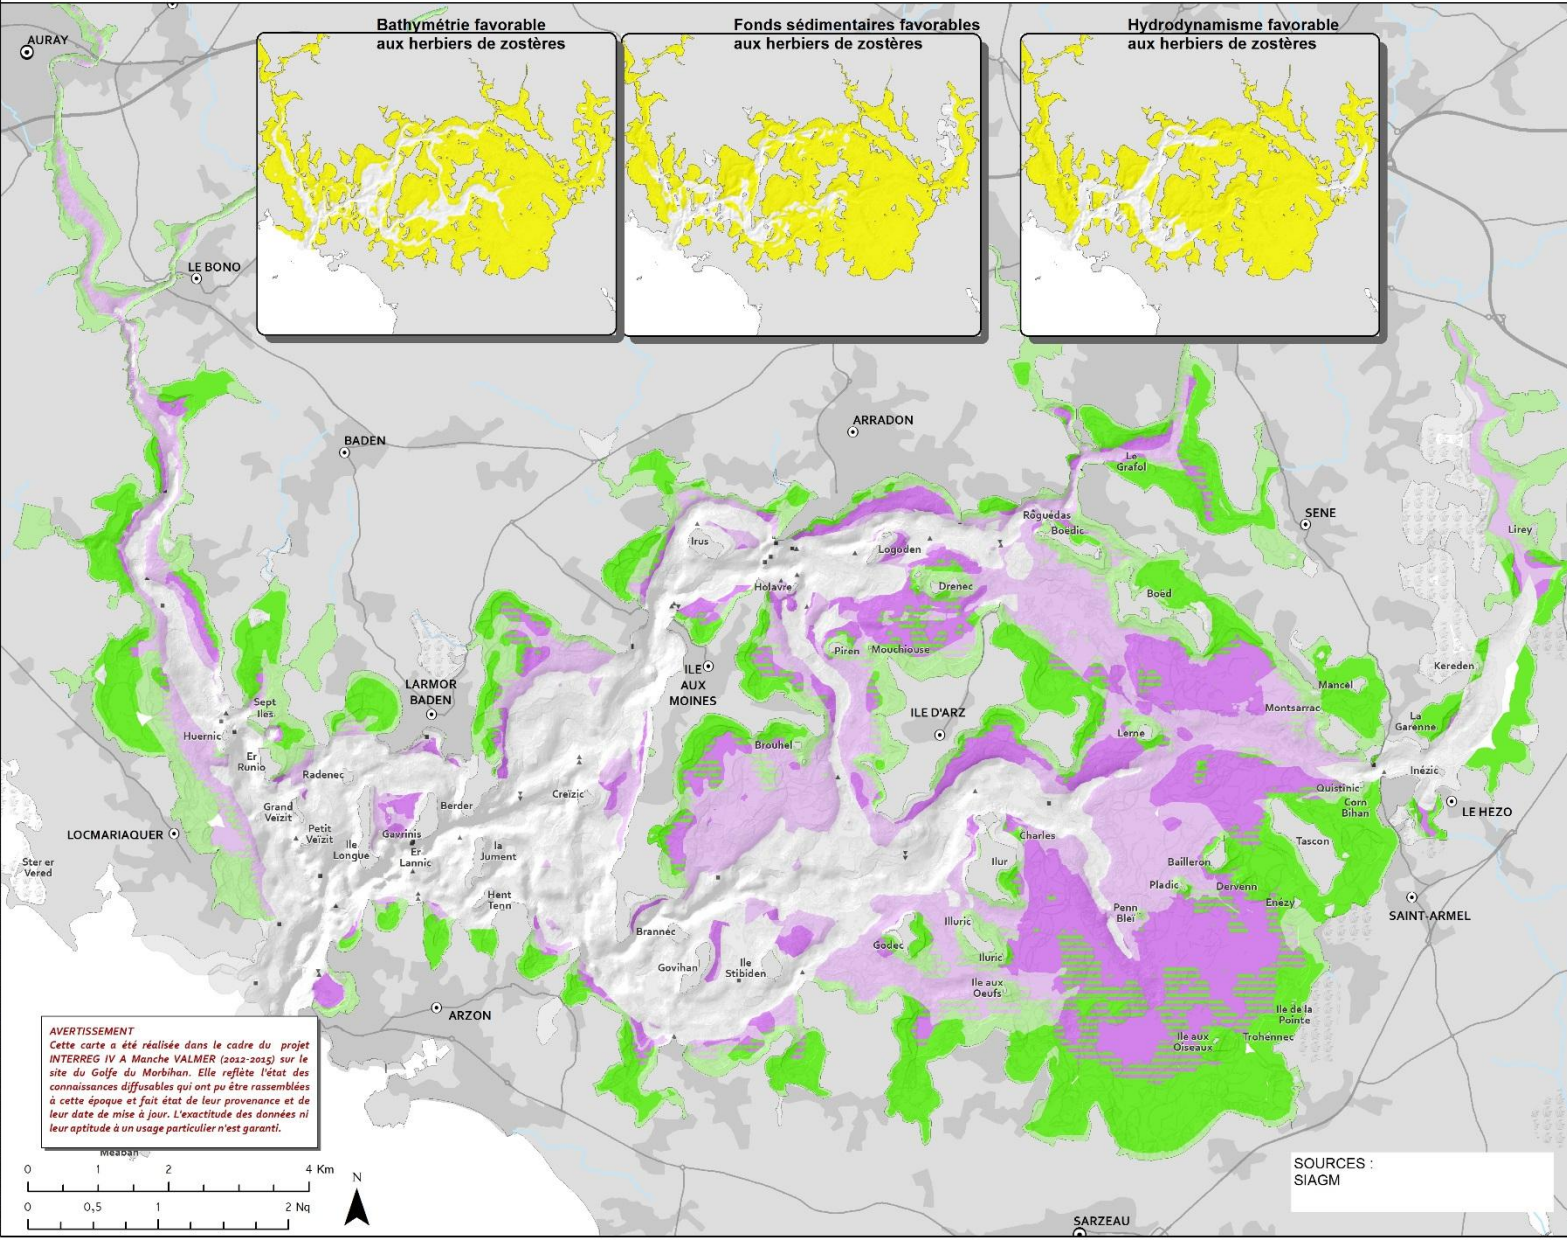 Bathymétrie favorable
aux herbiers de zostères
Fonds sédimentaires favorables
aux herbiers de zostères
Hydrodynamisme favorable
aux herbiers de zostères
AURAY
LE BONO
BADEN
ARRADON
Le
Grafol
SENE
Roguédas
Boëdic
Lirey
Irus
Logoden
Holavre
Drenec
Boëd
Piren
Mouchiouse
Kereden
ILE
AUX
MOINES
LARMOR
BADEN
Mancel
Sept
Iles
ILE D'ARZ
Montsarrac
La
Garenne
Huernic
Er
Runio
Brouhel
Lerne
Radenec
Inézic
Creïzic
Quistinic
Grand
Veïzit
Berder
Corn
Bihan
LE HEZO
LOCMARIAQUER
Petit
Veïzit
Gavrinis
Charles
Tascon
Ile
Longue
Er
Lannic
la
Jument
Ster er
Vered
Ilur
Bailleron
Pladic
Dervenn
Hent
Tenn
Enézy
Penn
Bleï
SAINT-ARMEL
Illuric
Brannec
Godec
Iluric
Govihan
Ile
Stibiden
Ile aux
Oeufs
ARZON
Ile de la
Pointe
Ile aux
Oiseaux
Trohennec
AVERTISSEMENT
Cette carte a été réalisée dans le cadre du projet
INTERREG IV A Manche VALMER (2012-2015) sur le
site du Golfe du Morbihan. Elle reflète l'état des
connaissances diffusables qui ont pu être rassemblées
à cette époque et fait état de leur provenance et de
leur date de mise à jour. L'exactitude des données ni
leur aptitude à un usage particulier n'est garanti.
Méaban
0 1 2 4 Km
0 0,5 1 2 Nq
N
SOURCES :
SIAGM
SARZEAU